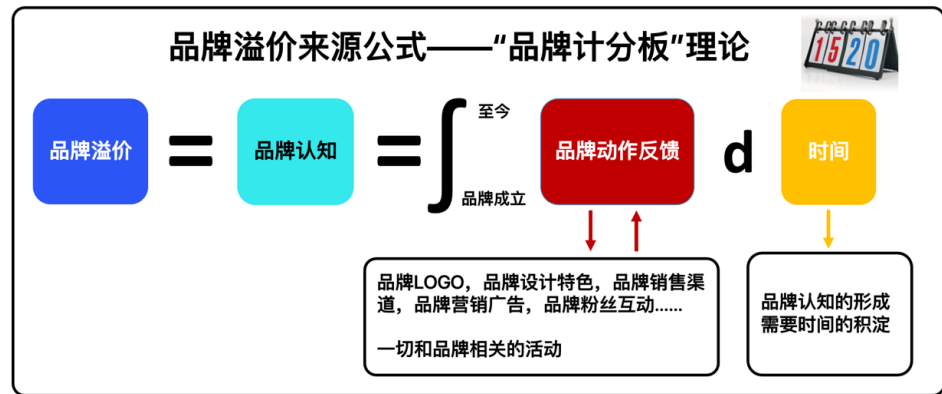 品牌溢价来源公式——“品牌计分板”理论
1520
品牌溢价
=
品牌认知
=
∫
至今
品牌成立
品牌动作反馈
d
时间
品牌LOGO，品牌设计特色，品牌销售渠
道，品牌营销广告，品牌粉丝互动......
一切和品牌相关的活动
品牌认知的形成
需要时间的积淀